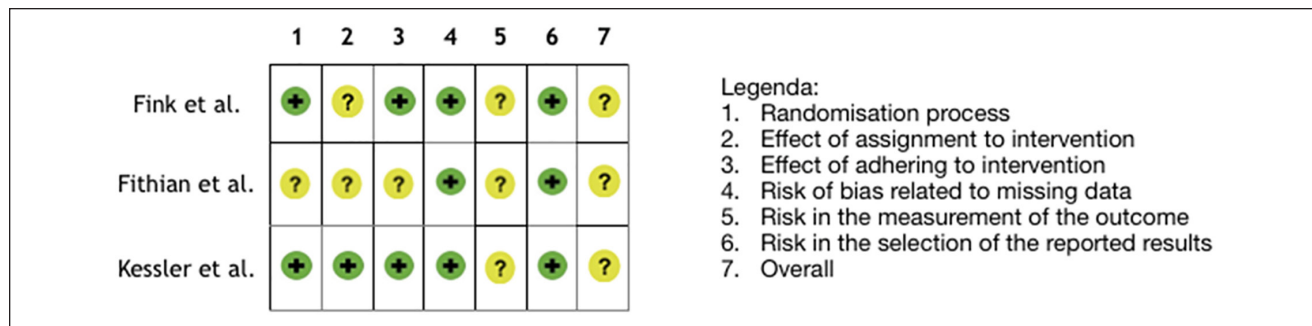 1 2 3 4 5 6 7
Fink et al. + ? + + ? + ?
Fithian et al. ? ? ? + ? + ?
Kessler et al. + + + + ? + ?
Legenda:
1. Randomisation process
2. Effect of assignment to intervention
3. Effect of adhering to intervention
4. Risk of bias related to missing data
5. Risk in the measurement of the outcome
6. Risk in the selection of the reported results
7. Overall